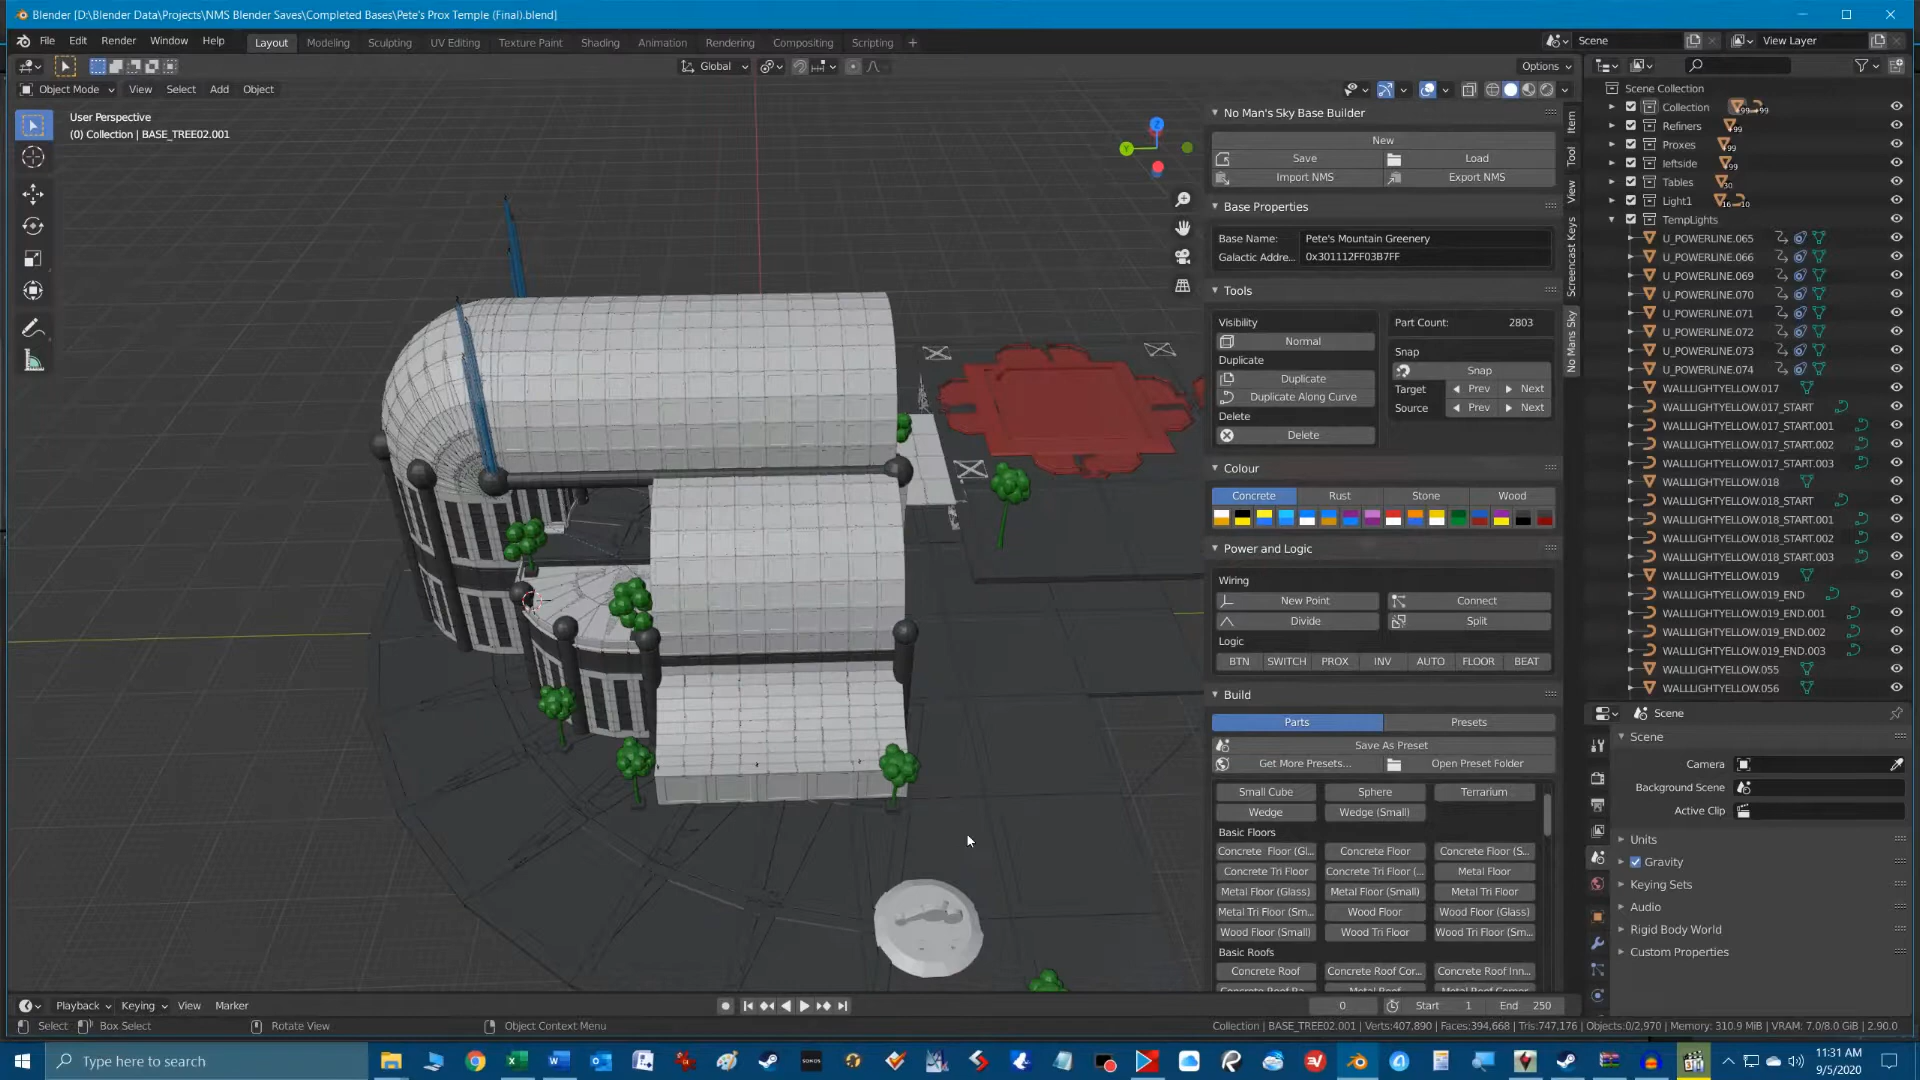 Blender [D:\Blender Data\Projects\NMS Blender Saves\Completed Bases\Pete's Prox Temple (Final).blend]
File Edit Render Window Help Layout Modeling Sculpting UV Editing Texture Paint Shading Animation Rendering Compositing Scripting + Scene View Layer
Global Options
Object Mode View Select Add Object
User Perspective
(0) Collection | BASE_TREE02.001
Z
Y
No Man's Sky Base Builder
New
Save Load
Import NMS Export NMS
Base Properties
Base Name: Pete's Mountain Greenery
Galactic Addre... 0x301112FF03B7FF
Tools
Visibility
Normal
Duplicate
Duplicate
Duplicate Along Curve
Delete
Delete
Part Count: 2803
Snap
Snap
Target Prev Next
Source Prev Next
Colour
Concrete Rust Stone Wood
Power and Logic
Wiring
New Point Connect
Divide Split
Logic
BTN SWITCH PROX INV AUTO FLOOR BEAT
Build
Parts Presets
Save As Preset
Get More Presets... Open Preset Folder
Small Cube Sphere Terrarium
Wedge Wedge (Small)
Basic Floors
Concrete Floor (Gl... Concrete Floor Concrete Floor (S...
Concrete Tri Floor Concrete Tri Floor (... Metal Floor
Metal Floor (Glass) Metal Floor (Small) Metal Tri Floor
Metal Tri Floor (Sm... Wood Floor Wood Floor (Glass)
Wood Floor (Small) Wood Tri Floor Wood Tri Floor (Sm...
Basic Roofs
Concrete Roof Concrete Roof Cor... Concrete Roof Inn...
Item
Tool
View
Screencast Keys
No Mans Sky
Scene Collection
Collection
Refiners
Proxes
leftside
Tables
Light1
TempLights
U_POWERLINE.065
U_POWERLINE.066
U_POWERLINE.069
U_POWERLINE.070
U_POWERLINE.071
U_POWERLINE.072
U_POWERLINE.073
U_POWERLINE.074
WALLLIGHTYELLOW.017
WALLLIGHTYELLOW.017_START
WALLLIGHTYELLOW.017_START.001
WALLLIGHTYELLOW.017_START.002
WALLLIGHTYELLOW.017_START.003
WALLLIGHTYELLOW.018
WALLLIGHTYELLOW.018_START
WALLLIGHTYELLOW.018_START.001
WALLLIGHTYELLOW.018_START.002
WALLLIGHTYELLOW.018_START.003
WALLLIGHTYELLOW.019
WALLLIGHTYELLOW.019_END
WALLLIGHTYELLOW.019_END.001
WALLLIGHTYELLOW.019_END.002
WALLLIGHTYELLOW.019_END.003
WALLLIGHTYELLOW.055
WALLLIGHTYELLOW.056
Scene
Scene
Camera
Background Scene
Active Clip
Units
Gravity
Keying Sets
Audio
Rigid Body World
Custom Properties
Playback Keying View Marker 0 Start 1 End 250
Select Box Select Rotate View Object Context Menu
Collection | BASE_TREE02.001 | Verts:407,890 | Faces:394,668 | Tris:747,176 | Objects:0/2,970 | Memory: 310.9 MiB | VRAM: 7.0/8.0 GiB | 2.90.0
Type here to search
11:31 AM
9/5/2020